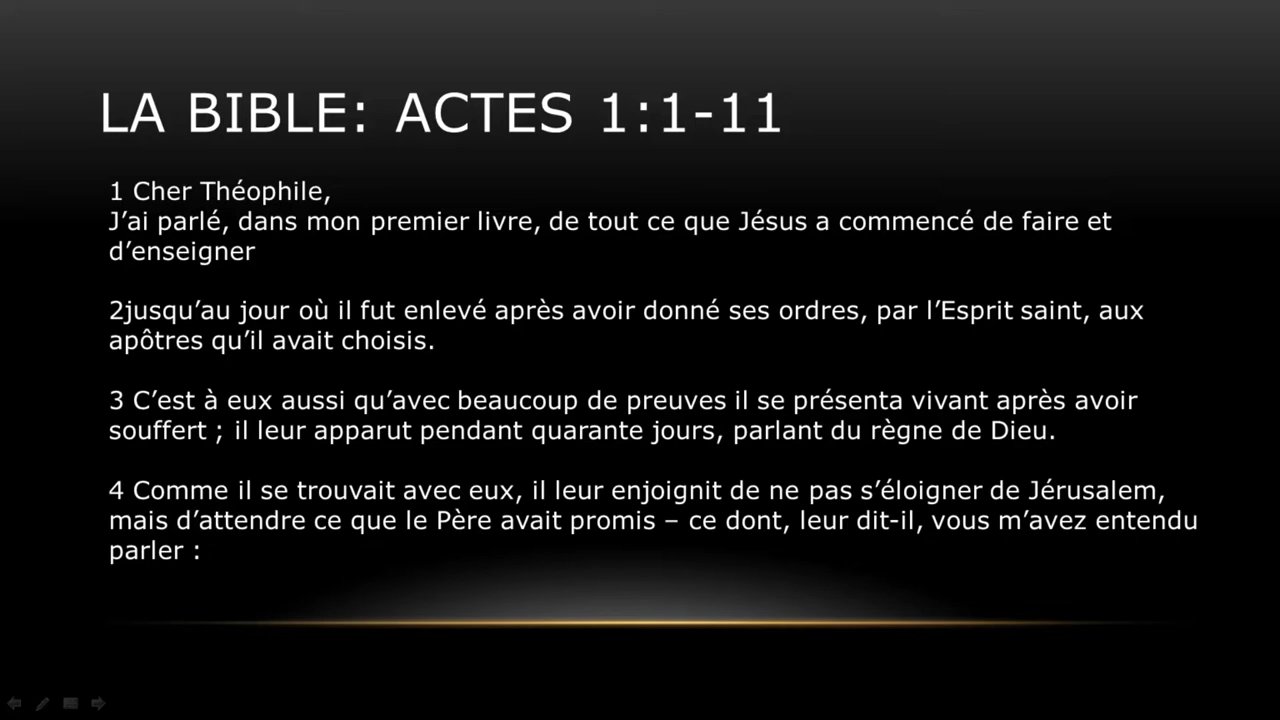 LA BIBLE: ACTES 1:1-11
1 Cher Théophile,
J’ai parlé, dans mon premier livre, de tout ce que Jésus a commencé de faire et
d’enseigner
2jusqu’au jour où il fut enlevé après avoir donné ses ordres, par l’Esprit saint, aux
apôtres qu’il avait choisis.
3 C’est à eux aussi qu’avec beaucoup de preuves il se présenta vivant après avoir
souffert ; il leur apparut pendant quarante jours, parlant du règne de Dieu.
4 Comme il se trouvait avec eux, il leur enjoignit de ne pas s’éloigner de Jérusalem,
mais d’attendre ce que le Père avait promis – ce dont, leur dit-il, vous m’avez entendu
parler :